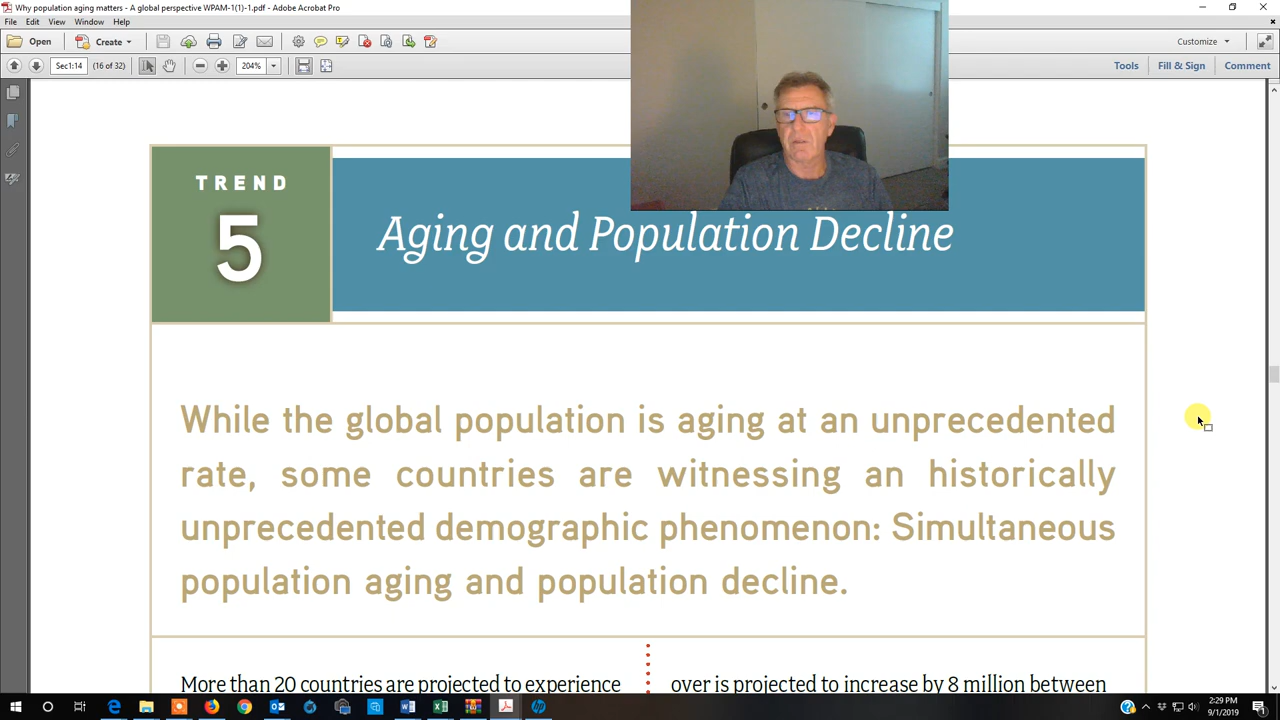 Why population aging matters - A global perspective WPAM-1(1)-1.pdf - Adobe Acrobat Pro
File Edit View Window Help
Open Create Customize
Sec1:14 (16 of 32) 204% Tools Fill & Sign Comment
TREND
5
Aging and Population Decline
While the global population is aging at an unprecedented
rate, some countries are witnessing an historically
unprecedented demographic phenomenon: Simultaneous
population aging and population decline.
More than 20 countries are projected to experience
over is projected to increase by 8 million between
2:29 PM
9/1/2019